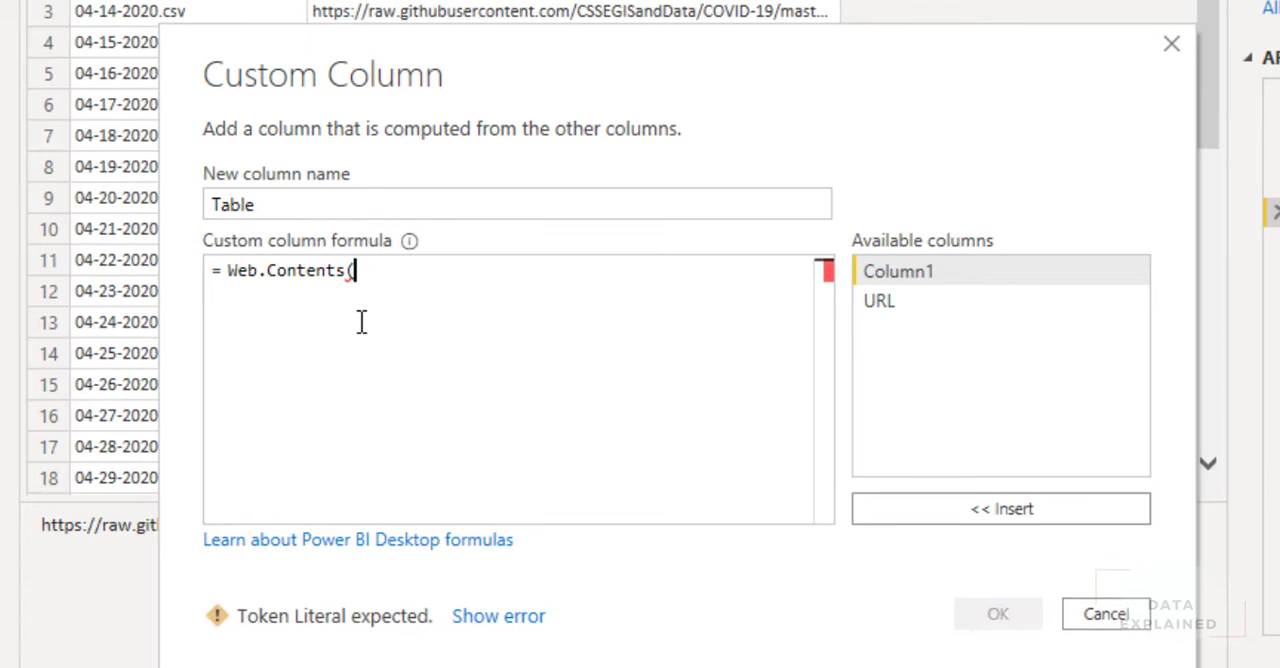 3 04-14-2020.csv https://raw.githubusercontent.com/CSSEGISandData/COVID-19/mast...
All
4 04-15-2020
5 04-16-2020
6 04-17-2020
7 04-18-2020
8 04-19-2020
9 04-20-2020
10 04-21-2020
11 04-22-2020
12 04-23-2020
13 04-24-2020
14 04-25-2020
15 04-26-2020
16 04-27-2020
17 04-28-2020
18 04-29-2020
https://raw.git
Custom Column
Add a column that is computed from the other columns.
New column name
Table
Custom column formula
= Web.Contents(
Available columns
Column1
URL
<< Insert
Learn about Power BI Desktop formulas
Token Literal expected. Show error
OK
Cancel
DATA
EXPLAINED